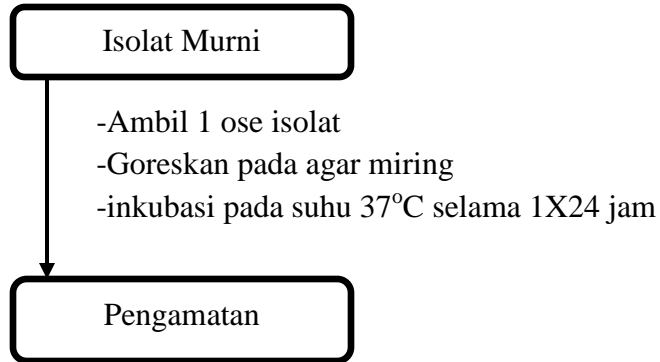 Isolat Murni
-Ambil 1 ose isolat
-Goreskan pada agar miring
-inkubasi pada suhu 37°C selama 1X24 jam
Pengamatan